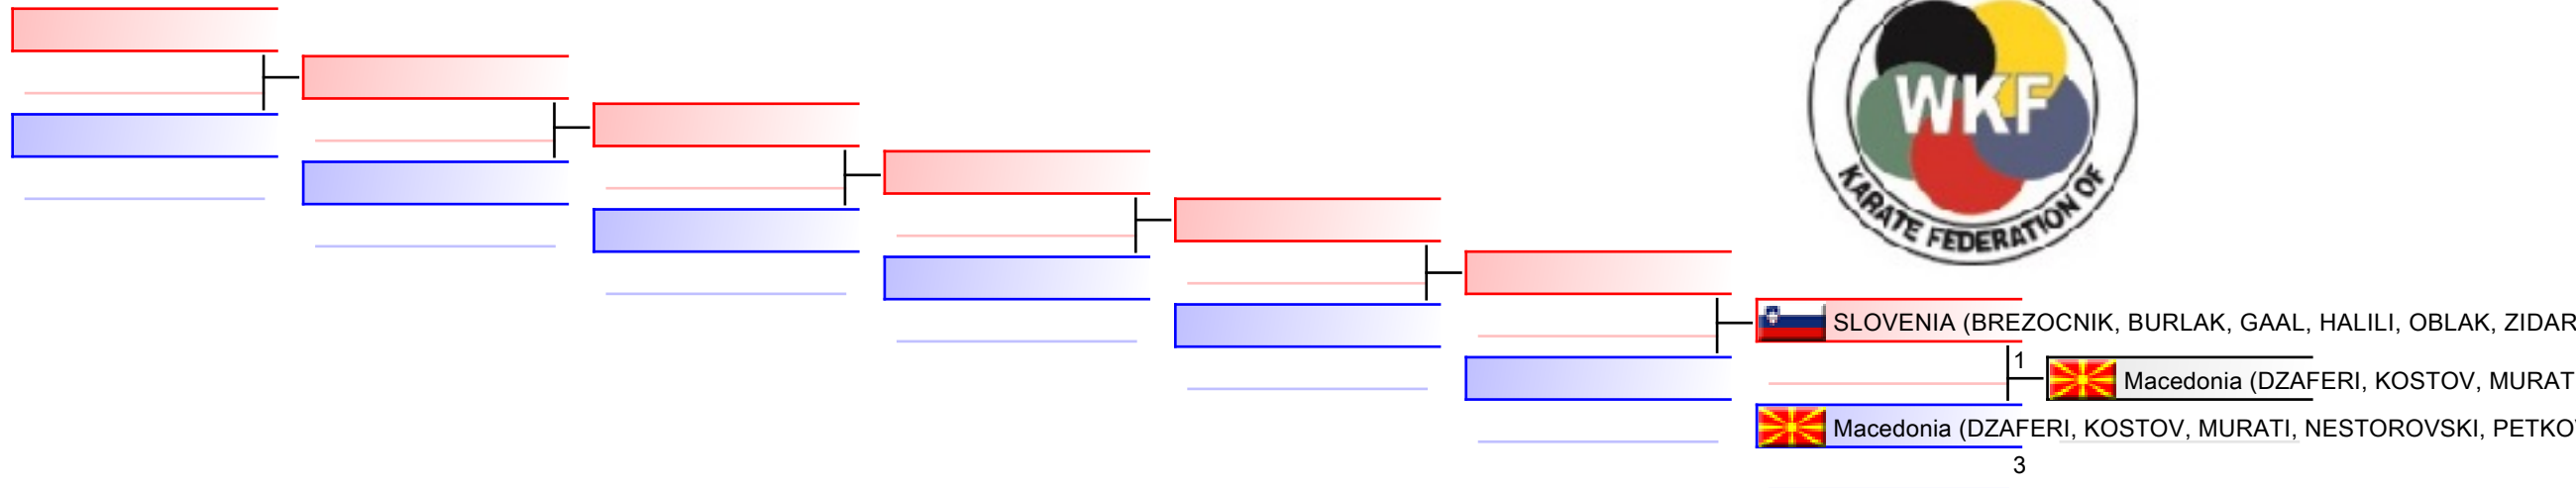 WKF
KARATE FEDERATION OF
SLOVENIA (BREZOCNIK, BURLAK, GAAL, HALILI, OBLAK, ZIDAR
1
Macedonia (DZAFERI, KOSTOV, MURAT
Macedonia (DZAFERI, KOSTOV, MURATI, NESTOROVSKI, PETKO
3